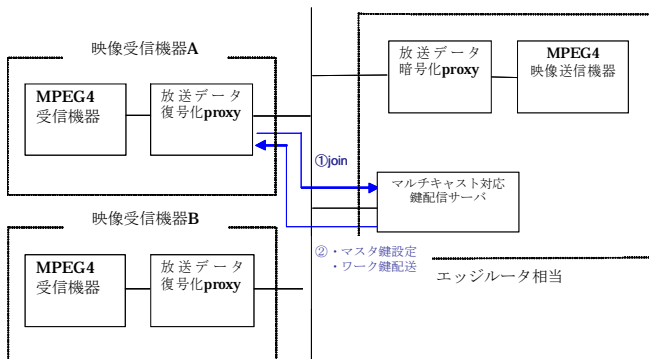 映像受信機器A
MPEG4
受信機器
放送データ
復号化proxy
放送データ
暗号化proxy
MPEG4
映像送信機器
①join
マルチキャスト対応
鍵配信サーバ
映像受信機器B
MPEG4
受信機器
放送データ
復号化proxy
②・マスタ鍵設定
・ワーク鍵配送
エッジルータ相当